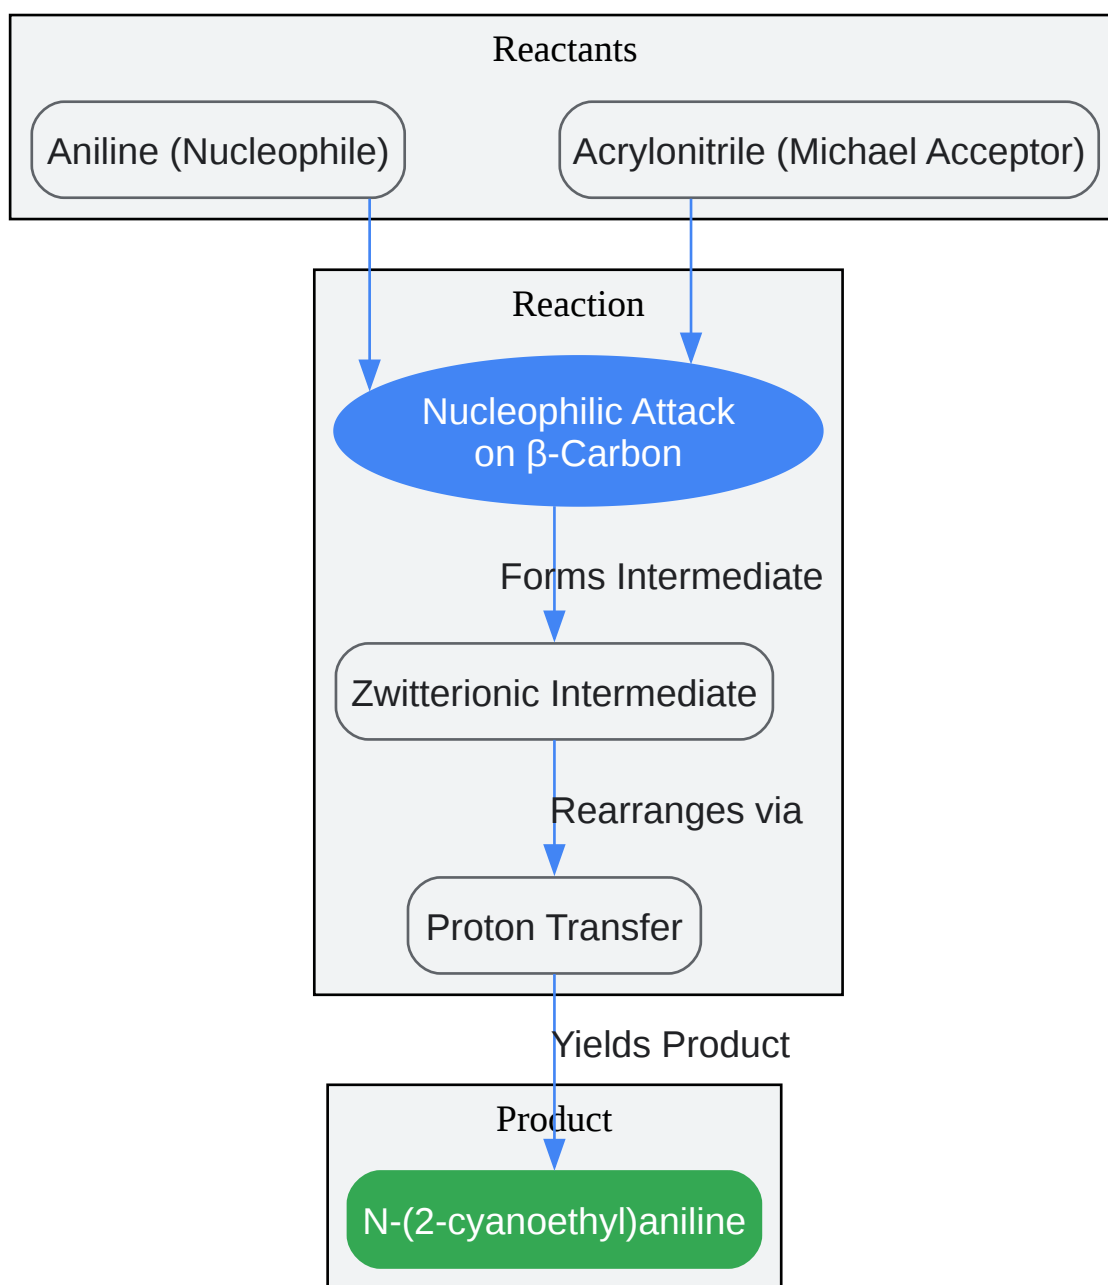 Reactants
Aniline (Nucleophile)
Acrylonitrile (Michael Acceptor)
Reaction
Nucleophilic Attack
on β-Carbon
Forms Intermediate
Zwitterionic Intermediate
Rearranges via
Proton Transfer
Yields Product
Product
N-(2-cyanoethyl)aniline